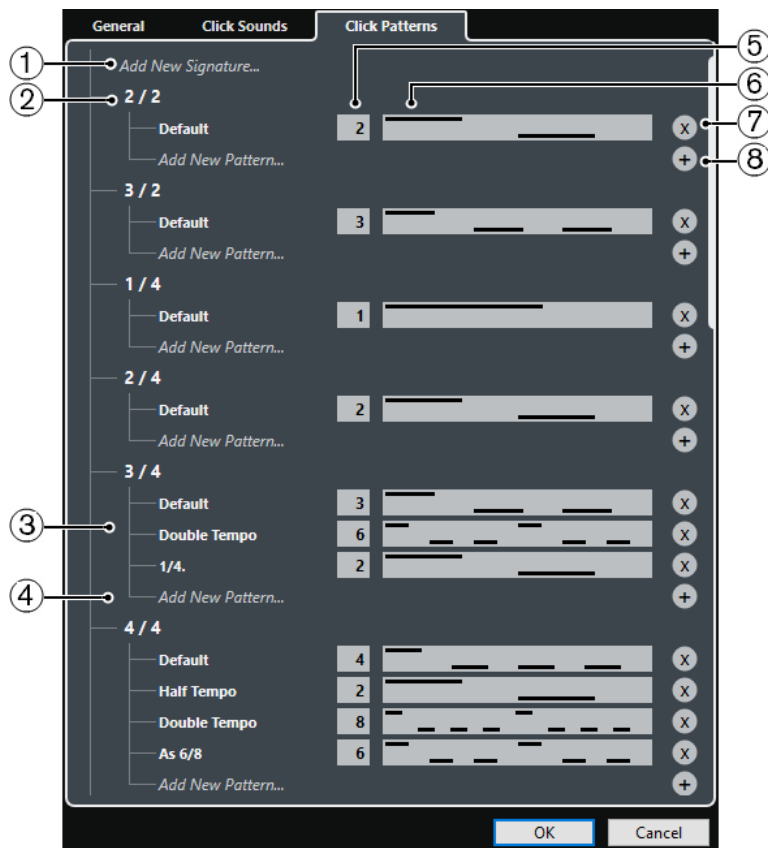 General Click Sounds Click Patterns
1 Add New Signature... 5
2 2 / 2 6
Default 2 x 7
Add New Pattern... + 8
3 / 2
Default 3 x
Add New Pattern... +
1 / 4
Default 1 x
Add New Pattern... +
2 / 4
Default 2 x
Add New Pattern... +
3 / 4
Default 3 x
3 Double Tempo 6 x
1/4. 2 x
4 Add New Pattern... +
4 / 4
Default 4 x
Half Tempo 2 x
Double Tempo 8 x
As 6/8 6 x
Add New Pattern... +
OK Cancel